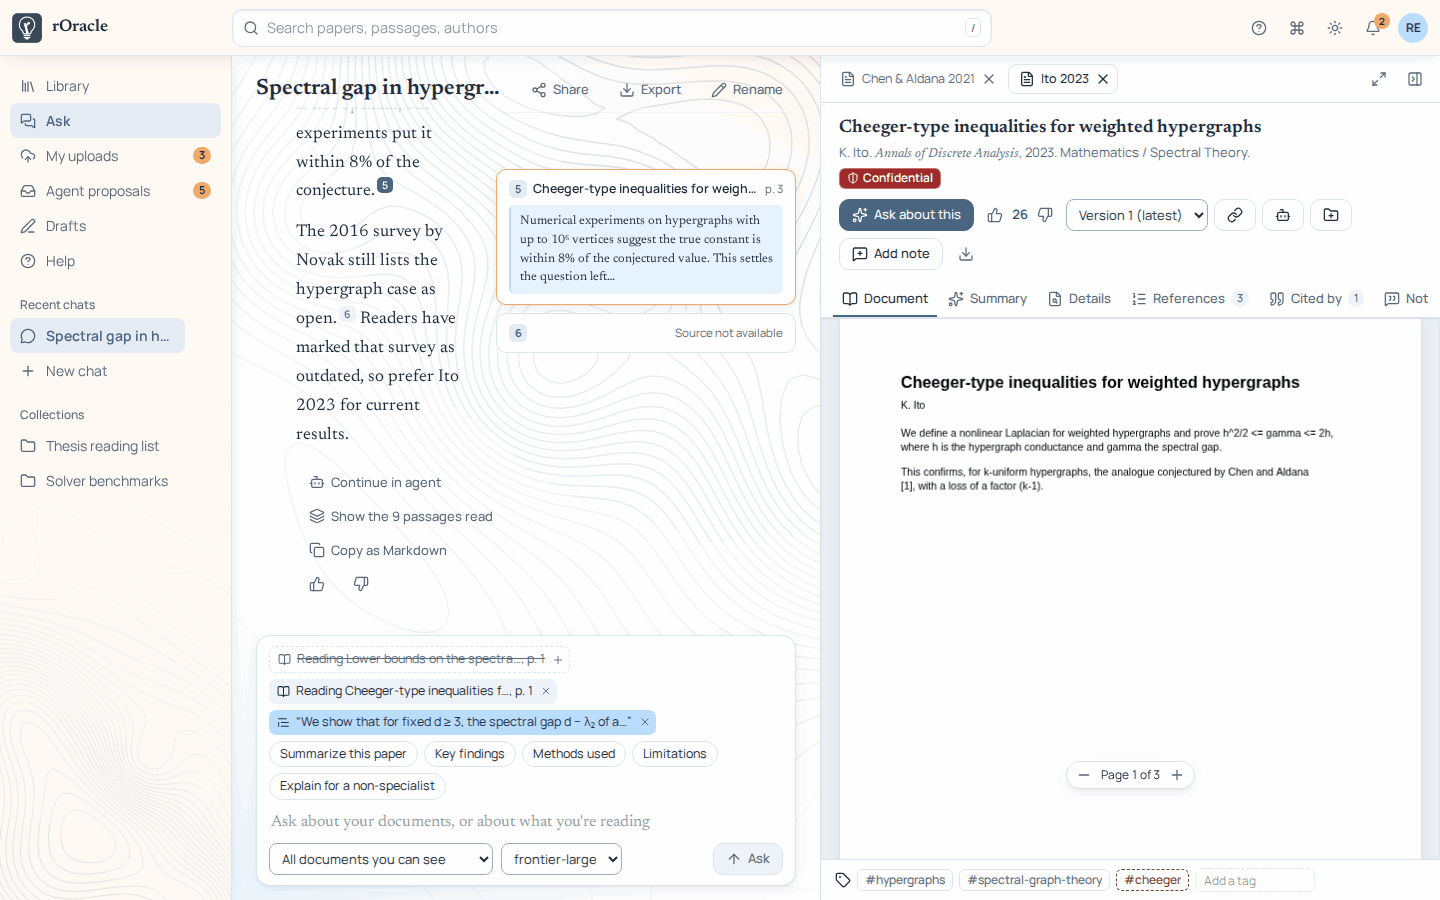 rOracle
Search papers, passages, authors
/
2
RE
Library
Ask
My uploads
3
Agent proposals
5
Drafts
Help
Recent chats
Spectral gap in h...
New chat
Collections
Thesis reading list
Solver benchmarks
Spectral gap in hypergr...
Share
Export
Rename
experiments put it
within 8% of the
conjecture. 5
The 2016 survey by
Novak still lists the
hypergraph case as
open. 6 Readers have
marked that survey as
outdated, so prefer Ito
2023 for current
results.
5 Cheeger-type inequalities for weigh... p. 3
Numerical experiments on hypergraphs with
up to 10⁶ vertices suggest the true constant is
within 8% of the conjectured value. This settles
the question left...
6 Source not available
Continue in agent
Show the 9 passages read
Copy as Markdown
Reading Lower bounds on the spectra..., p. 1
Reading Cheeger-type inequalities f..., p. 1
"We show that for fixed d ≥ 3, the spectral gap d − λ₂ of a..."
Summarize this paper
Key findings
Methods used
Limitations
Explain for a non-specialist
Ask about your documents, or about what you're reading
All documents you can see
frontier-large
Ask
Chen & Aldana 2021
Ito 2023
Cheeger-type inequalities for weighted hypergraphs
K. Ito. Annals of Discrete Analysis, 2023. Mathematics / Spectral Theory.
Confidential
Ask about this
26
Version 1 (latest)
Add note
Document
Summary
Details
References 3
Cited by 1
Not
Cheeger-type inequalities for weighted hypergraphs
K. Ito
We define a nonlinear Laplacian for weighted hypergraphs and prove h^2/2 <= gamma <= 2h,
where h is the hypergraph conductance and gamma the spectral gap.
This confirms, for k-uniform hypergraphs, the analogue conjectured by Chen and Aldana
[1], with a loss of a factor (k-1).
Page 1 of 3
#hypergraphs
#spectral-graph-theory
#cheeger
Add a tag